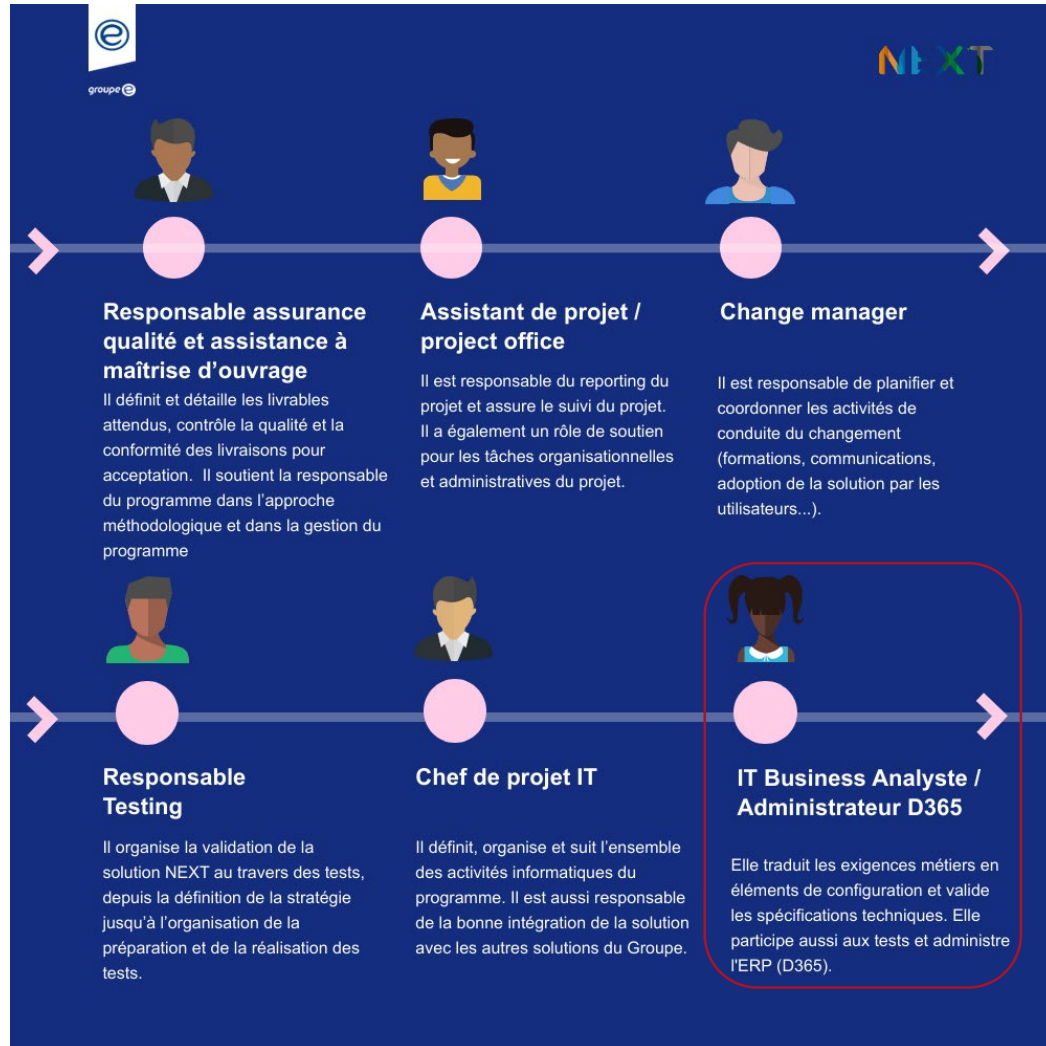 groupe e
NEXT
Responsable assurance
qualité et assistance à
maîtrise d'ouvrage
Il définit et détaille les livrables
attendus, contrôle la qualité et la
conformité des livraisons pour
acceptation.  Il soutient la responsable
du programme dans l'approche
méthodologique et dans la gestion du
programme
Assistant de projet /
project office
Il est responsable du reporting du
projet et assure le suivi du projet.
Il a également un rôle de soutien
pour les tâches organisationnelles
et administratives du projet.
Change manager
Il est responsable de planifier et
coordonner les activités de
conduite du changement
(formations, communications,
adoption de la solution par les
utilisateurs...).
Responsable
Testing
Il organise la validation de la
solution NEXT au travers des tests,
depuis la définition de la stratégie
jusqu'à l'organisation de la
préparation et de la réalisation des
tests.
Chef de projet IT
Il définit, organise et suit l'ensemble
des activités informatiques du
programme. Il est aussi responsable
de la bonne intégration de la solution
avec les autres solutions du Groupe.
IT Business Analyste /
Administrateur D365
Elle traduit les exigences métiers en
éléments de configuration et valide
les spécifications techniques. Elle
participe aussi aux tests et administre
l'ERP (D365).